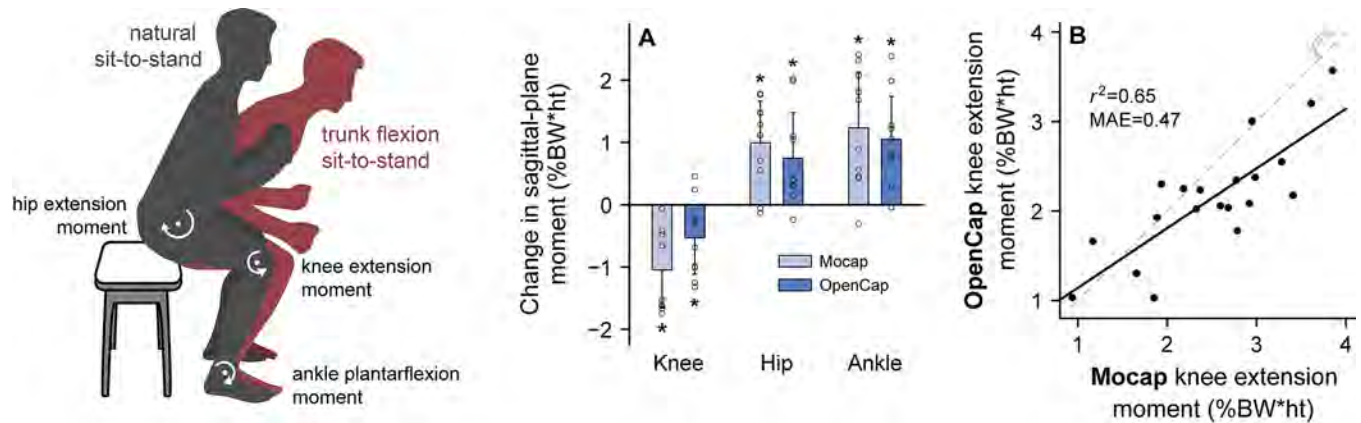 natural
sit-to-stand
trunk flexion
sit-to-stand
hip extension
moment
knee extension
moment
ankle plantarflexion
moment
A
Change in sagittal-plane
moment (%BW*ht)
2
1
0
−1
−2
*
*
*
*
*
*
Mocap
OpenCap
Knee
Hip
Ankle
B
OpenCap knee extension
moment (%BW*ht)
4
3
2
1
r²=0.65
MAE=0.47
1
2
3
4
Mocap knee extension
moment (%BW*ht)